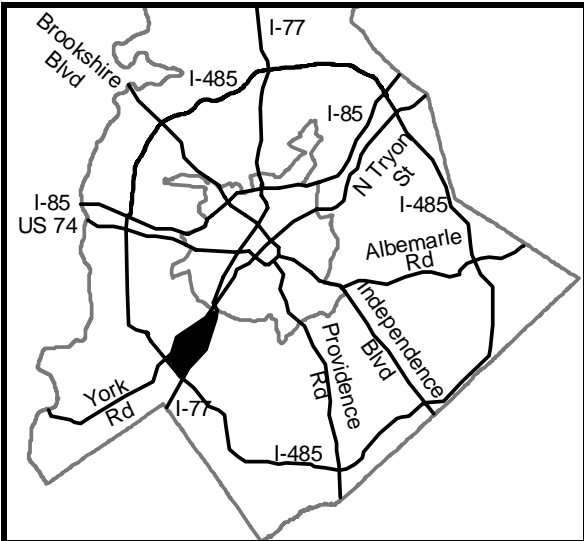 I-77
Brookshire
Blvd
I-485
I-85
N Tryon
St
I-85
US 74
I-485
Albemarle
Rd
Independence
Blvd
Providence
Rd
York
Rd
I-77
I-485